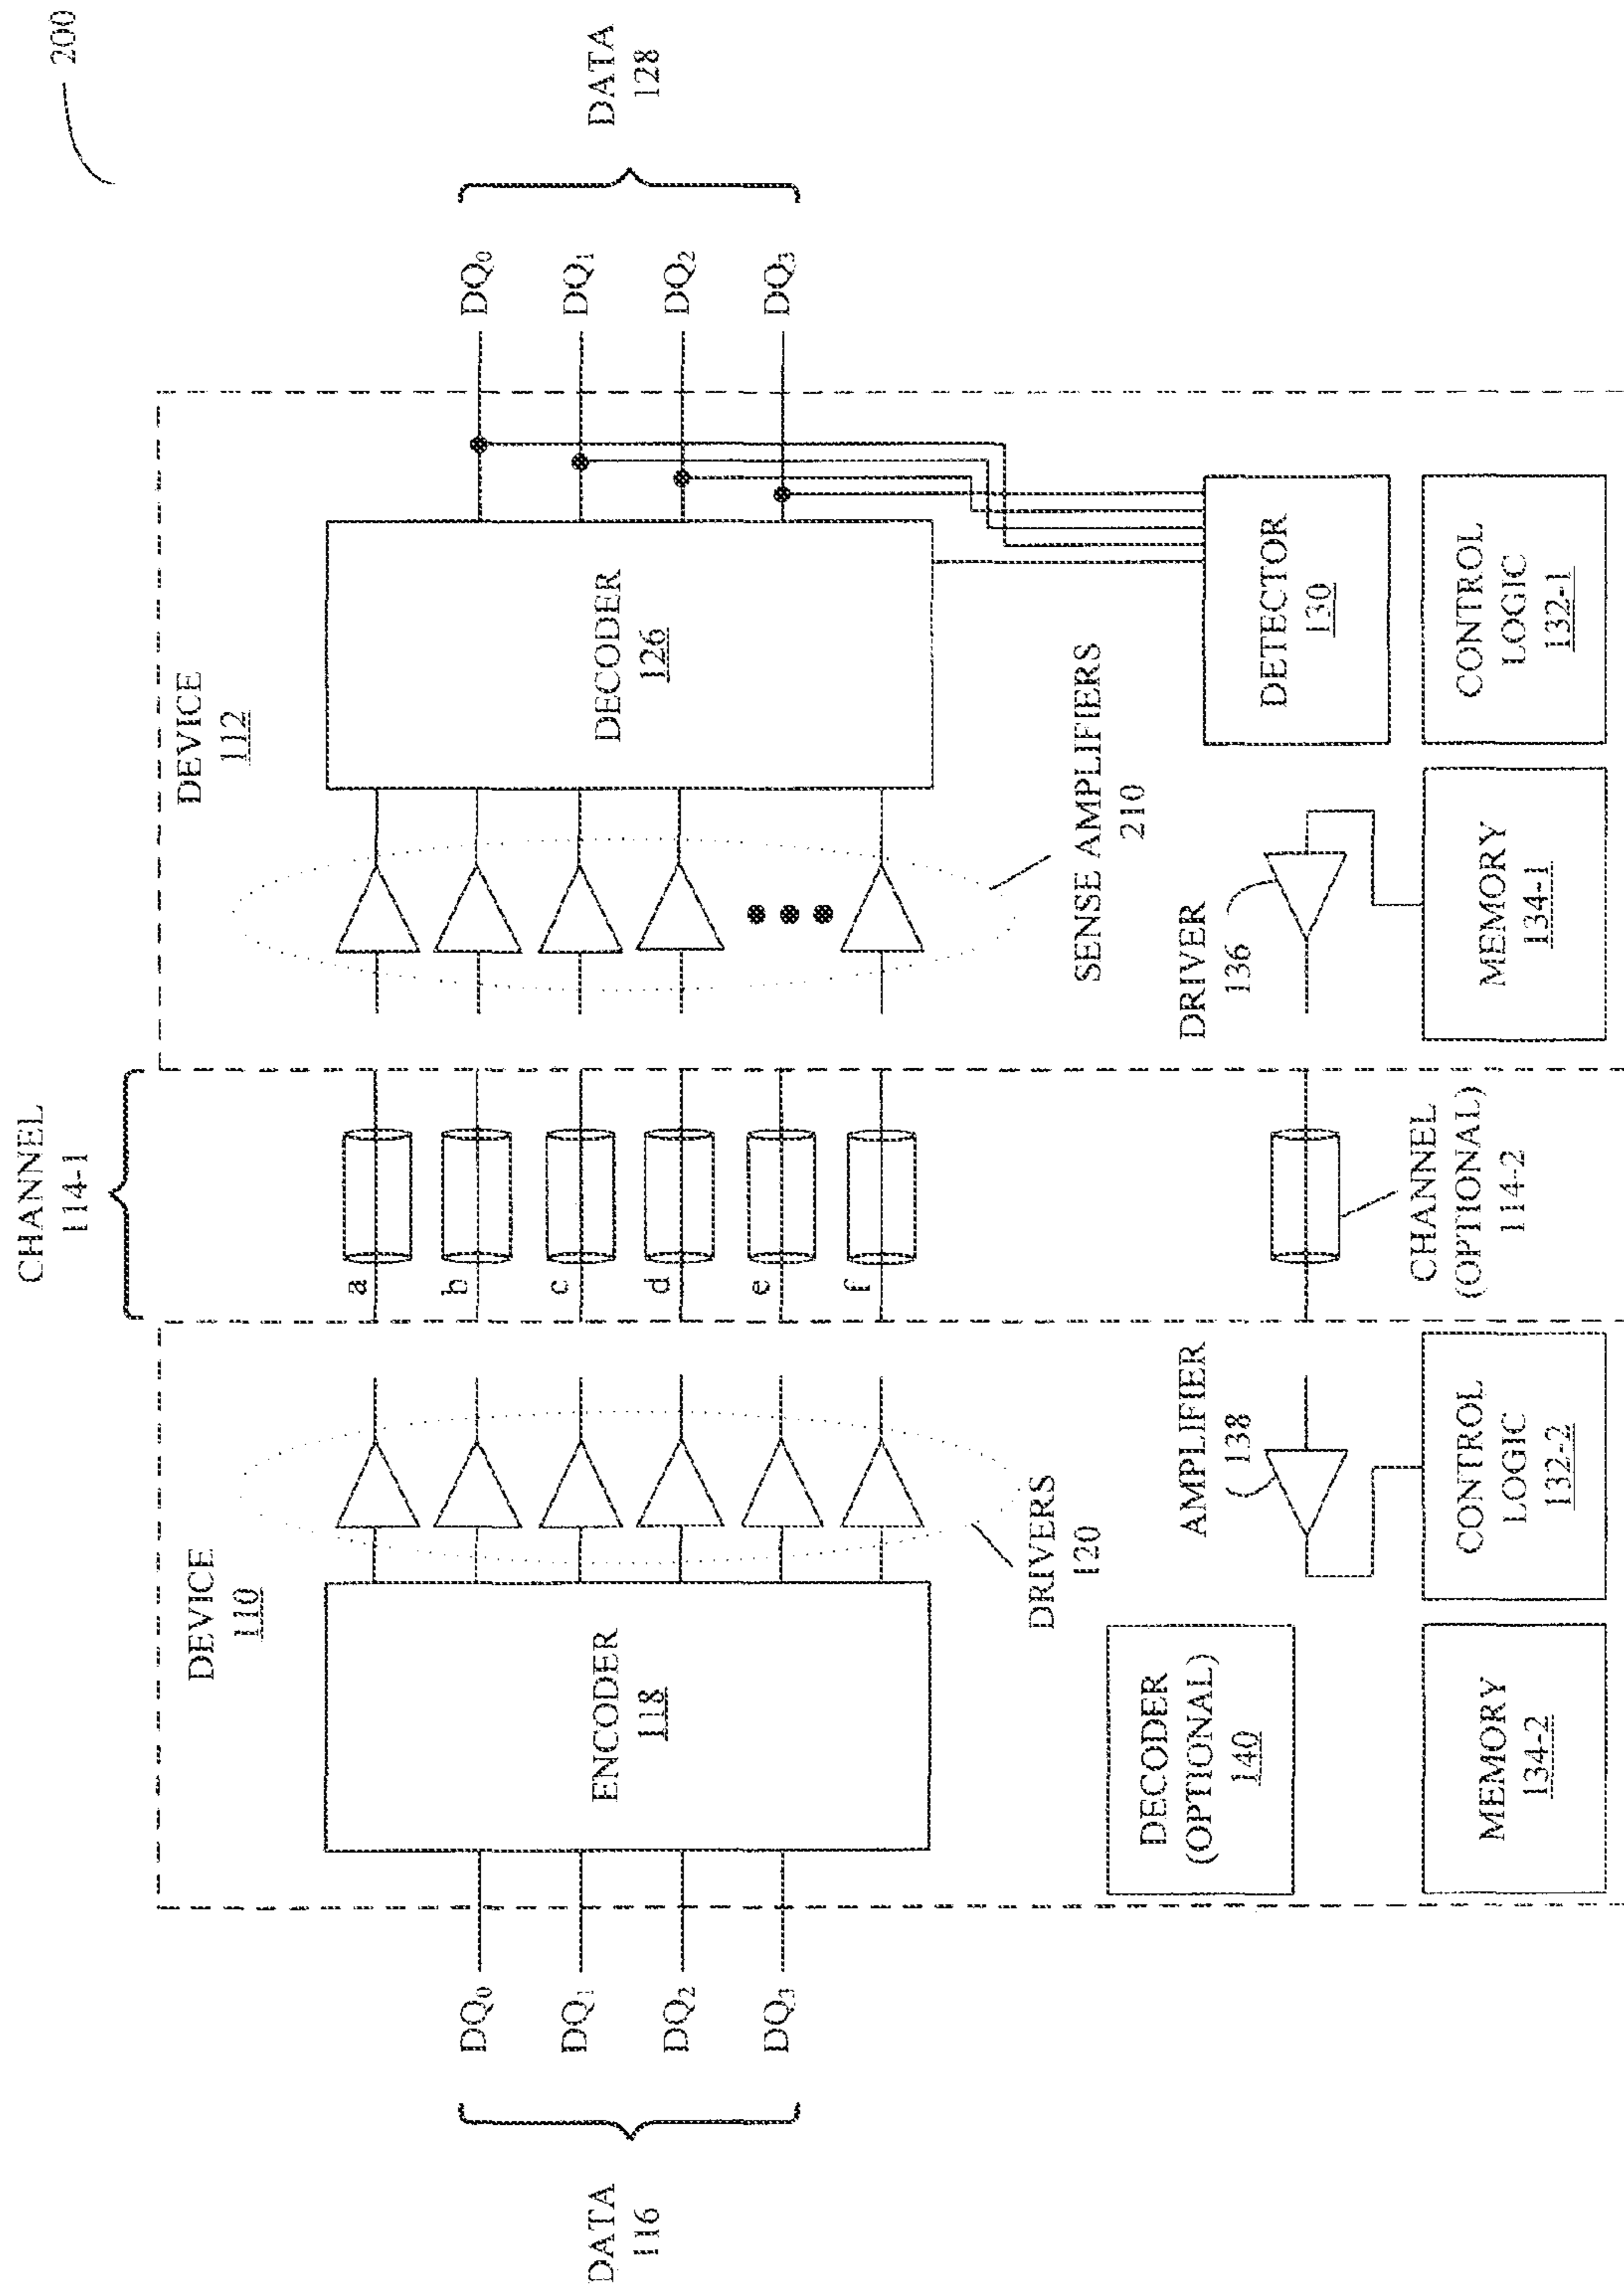 200
CHANNEL
114-1
DEVICE
110
DEVICE
112
DATA
116
DQ0
DQ1
DQ2
DQ3
ENCODER
118
DRIVERS
120
a
b
c
d
e
f
DECODER
126
SENSE AMPLIFIERS
210
DQ0
DQ1
DQ2
DQ3
DATA
128
DECODER
(OPTIONAL)
140
AMPLIFIER
138
DRIVER
136
DETECTOR
130
CHANNEL
(OPTIONAL)
114-2
MEMORY
134-2
CONTROL
LOGIC
132-2
MEMORY
134-1
CONTROL
LOGIC
132-1